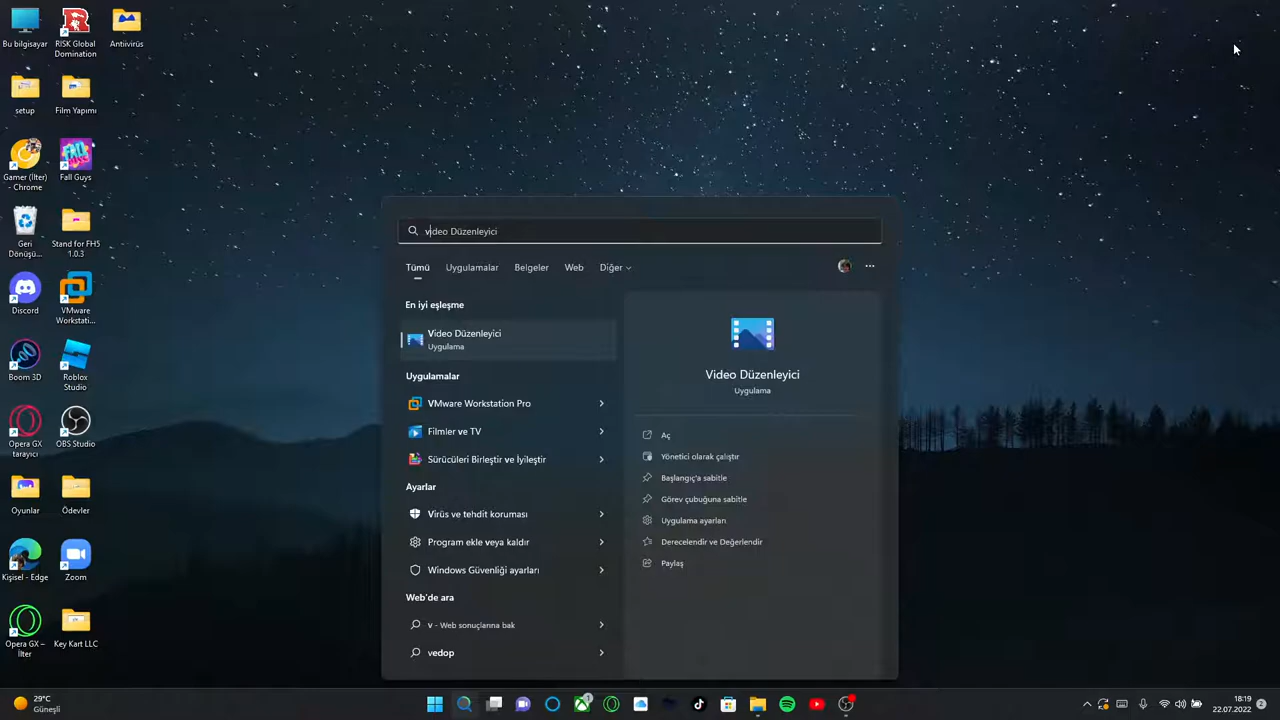 Bu bilgisayar
RISK Global
Domination
Antiivirüs
setup
Film Yapımı
Gamer (İlter)
- Chrome
Fall Guys
Geri
Dönüşü...
Stand for FH5
1.0.3
Discord
VMware
Workstati...
Boom 3D
Roblox
Studio
Opera GX
tarayıcı
OBS Studio
Oyunlar
Ödevler
Kişisel - Edge
Zoom
Opera GX –
İlter
Key Kart LLC
video Düzenleyici
Tümü
Uygulamalar
Belgeler
Web
Diğer
En iyi eşleşme
Video Düzenleyici
Uygulama
Uygulamalar
VMware Workstation Pro
Filmler ve TV
Sürücüleri Birleştir ve İyileştir
Ayarlar
Virüs ve tehdit koruması
Program ekle veya kaldır
Windows Güvenliği ayarları
Web'de ara
v - Web sonuçlarına bak
vedop
Video Düzenleyici
Uygulama
Aç
Yönetici olarak çalıştır
Başlangıç'a sabitle
Görev çubuğuna sabitle
Uygulama ayarları
Derecelendir ve Değerlendir
Paylaş
29°C
Güneşli
1
18:19
22.07.2022
2